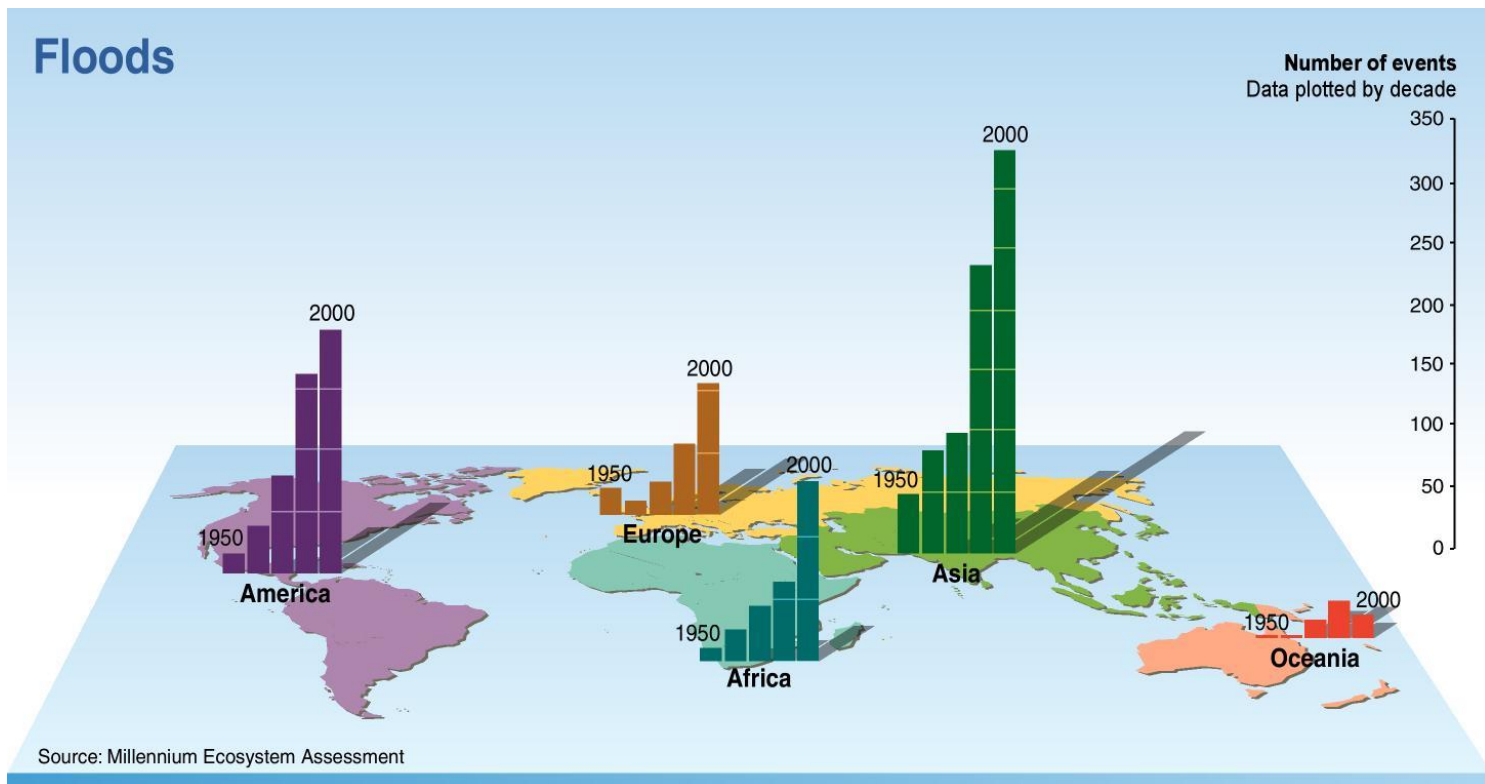 Floods
Number of events
Data plotted by decade
350
300
250
200
150
100
50
0
2000
1950
America
2000
1950
Europe
2000
1950
Africa
2000
1950
Asia
2000
1950
Oceania
Source: Millennium Ecosystem Assessment